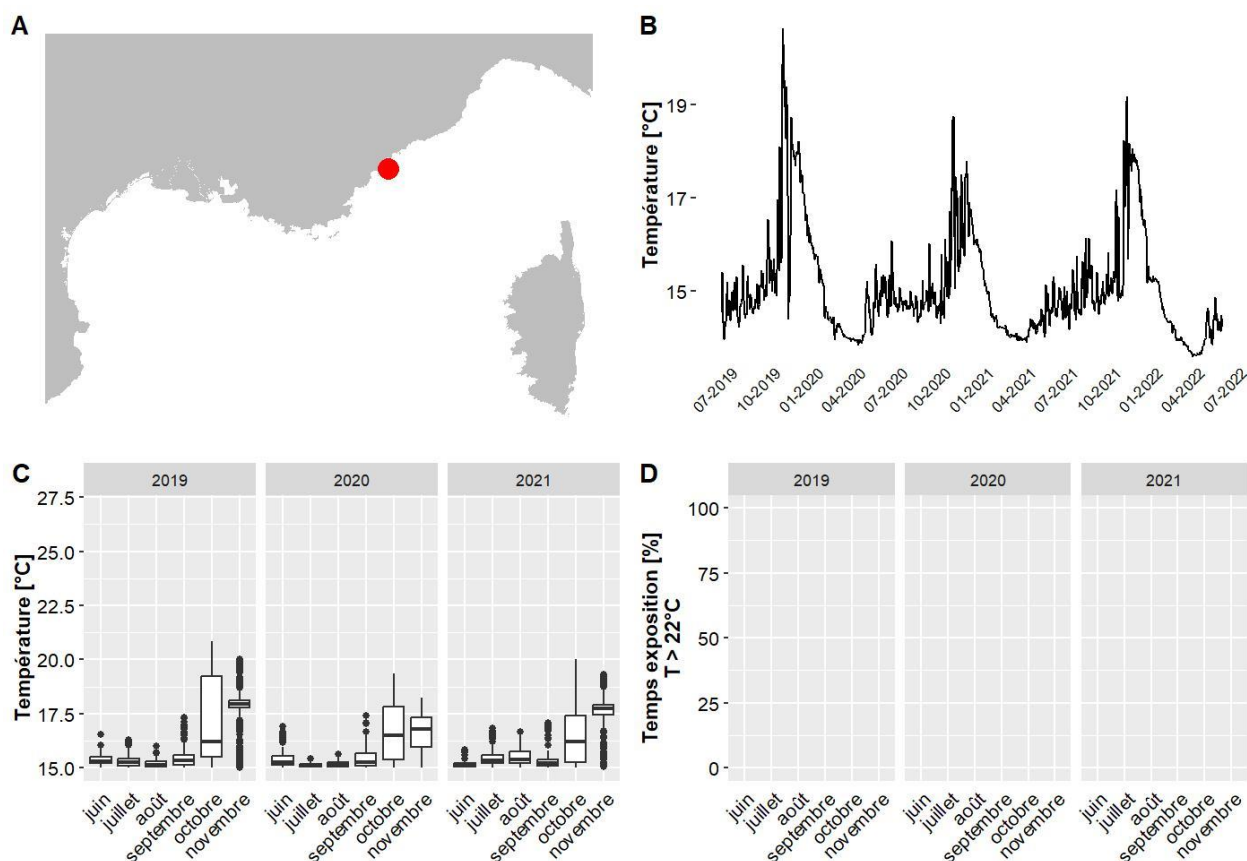 A
B
Température [°C]
19
17
15
07-2019
10-2019
01-2020
04-2020
07-2020
10-2020
01-2021
04-2021
07-2021
10-2021
01-2022
04-2022
07-2022
C
2019
2020
2021
Température [°C]
27.5
25.0
22.5
20.0
17.5
15.0
juin
juillet
août
septembre
octobre
novembre
juin
juillet
août
septembre
octobre
novembre
juin
juillet
août
septembre
octobre
novembre
D
2019
2020
2021
Temps exposition [%]
T > 22°C
100
75
50
25
0
juin
juillet
août
septembre
octobre
novembre
juin
juillet
août
septembre
octobre
novembre
juin
juillet
août
septembre
octobre
novembre